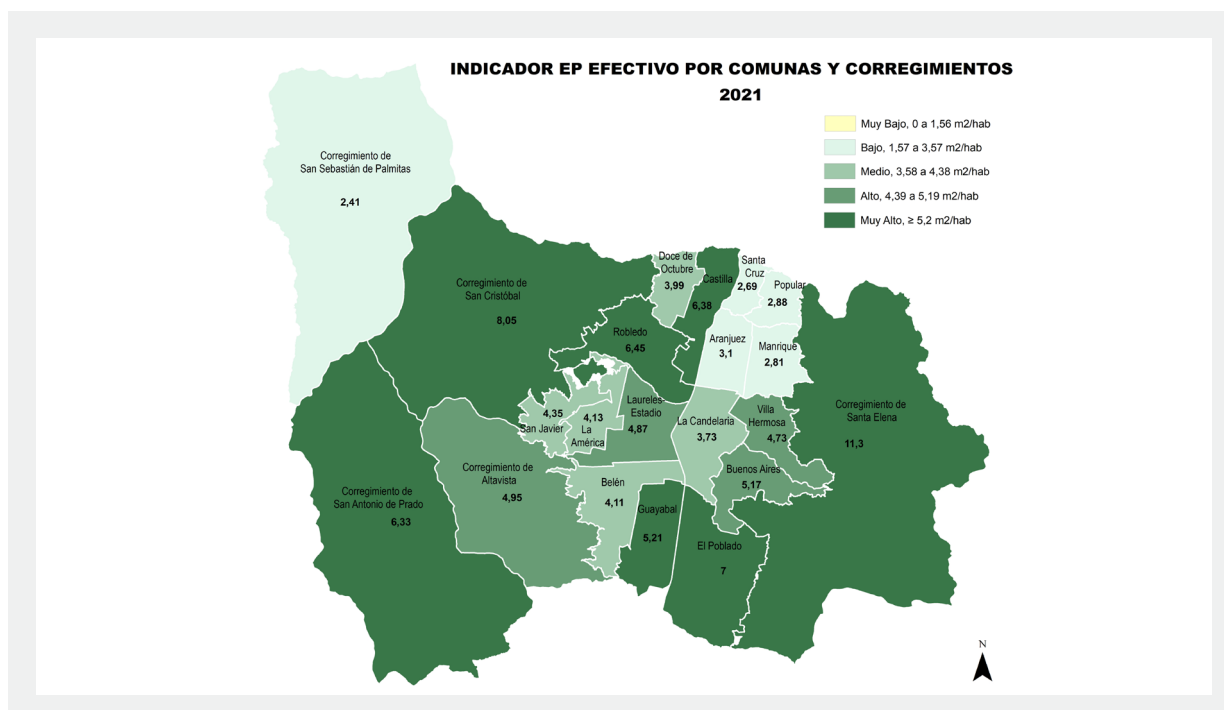 INDICADOR EP EFECTIVO POR COMUNAS Y CORREGIMIENTOS
2021
Muy Bajo, 0 a 1,56 m2/hab
Bajo, 1,57 a 3,57 m2/hab
Medio, 3,58 a 4,38 m2/hab
Alto, 4,39 a 5,19 m2/hab
Muy Alto, ≥ 5,2 m2/hab
Corregimiento de
San Sebastián de Palmitas
2,41
Corregimiento de
San Cristóbal
8,05
Doce de
Octubre
3,99
Castilla
6,38
Santa
Cruz
2,69
Popular
2,88
Robledo
6,45
Aranjuez
3,1
Manrique
2,81
4,35
San Javier
4,13
La
América
Laureles-
Estadio
4,87
La Candelaria
3,73
Villa
Hermosa
4,73
Corregimiento de
Santa Elena
11,3
Corregimiento de
Altavista
4,95
Buenos Aires
5,17
Corregimiento de
San Antonio de Prado
6,33
Belén
4,11
Guayabal
5,21
El Poblado
7
N